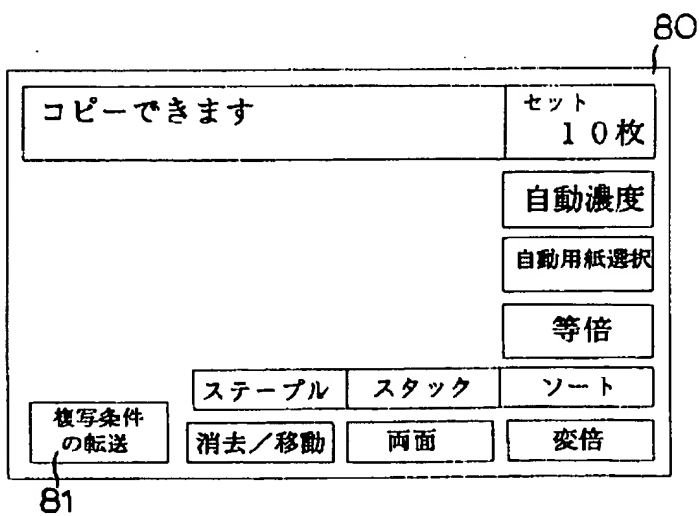 80
コピーできます
セット
10枚
自動濃度
自動用紙選択
等倍
ステープル スタック ソート
複写条件
の転送
消去/移動 両面 変倍
81